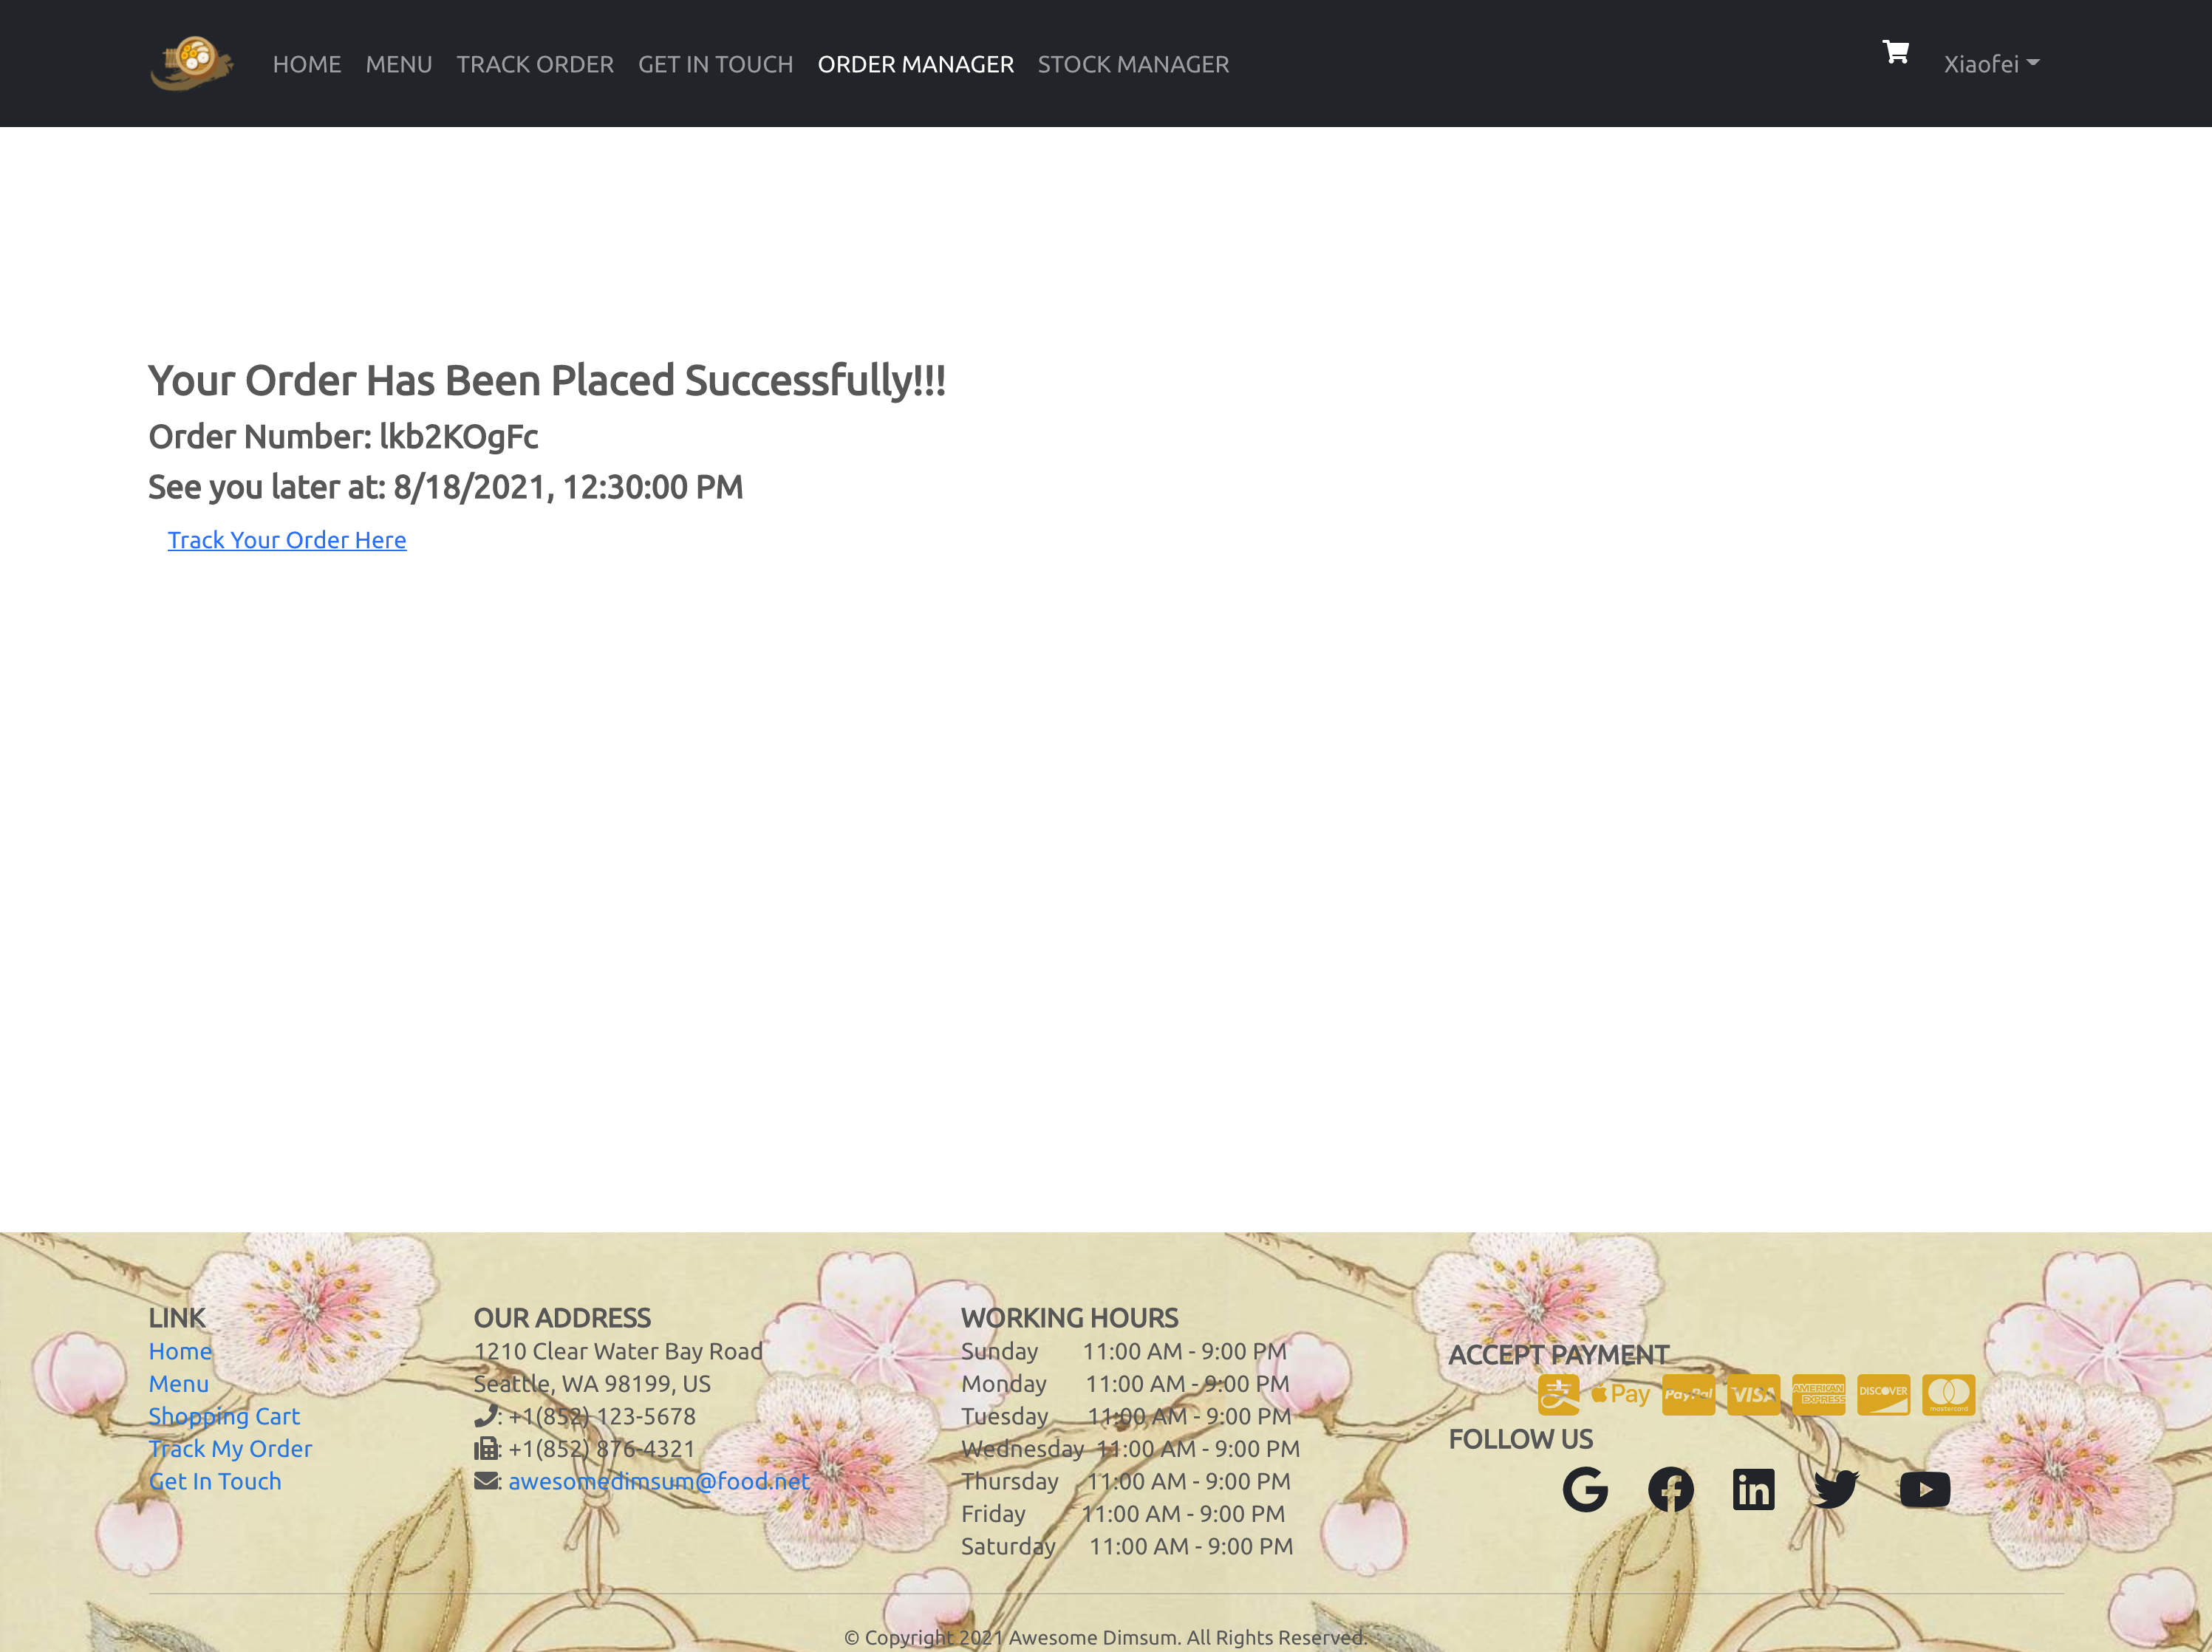 HOME MENU TRACK ORDER GET IN TOUCH ORDER MANAGER STOCK MANAGER Xiaofei
Your Order Has Been Placed Successfully!!!
Order Number: lkb2KOgFc
See you later at: 8/18/2021, 12:30:00 PM
Track Your Order Here
LINK
Home
Menu
Shopping Cart
Track My Order
Get In Touch
OUR ADDRESS
1210 Clear Water Bay Road
Seattle, WA 98199, US
: +1(852) 123-5678
: +1(852) 876-4321
: awesomedimsum@food.net
WORKING HOURS
Sunday 11:00 AM - 9:00 PM
Monday 11:00 AM - 9:00 PM
Tuesday 11:00 AM - 9:00 PM
Wednesday 11:00 AM - 9:00 PM
Thursday 11:00 AM - 9:00 PM
Friday 11:00 AM - 9:00 PM
Saturday 11:00 AM - 9:00 PM
ACCEPT PAYMENT
支 Pay PayPal VISA AMERICAN EXPRESS DISCOVER mastercard
FOLLOW US
© Copyright 2021 Awesome Dimsum. All Rights Reserved.